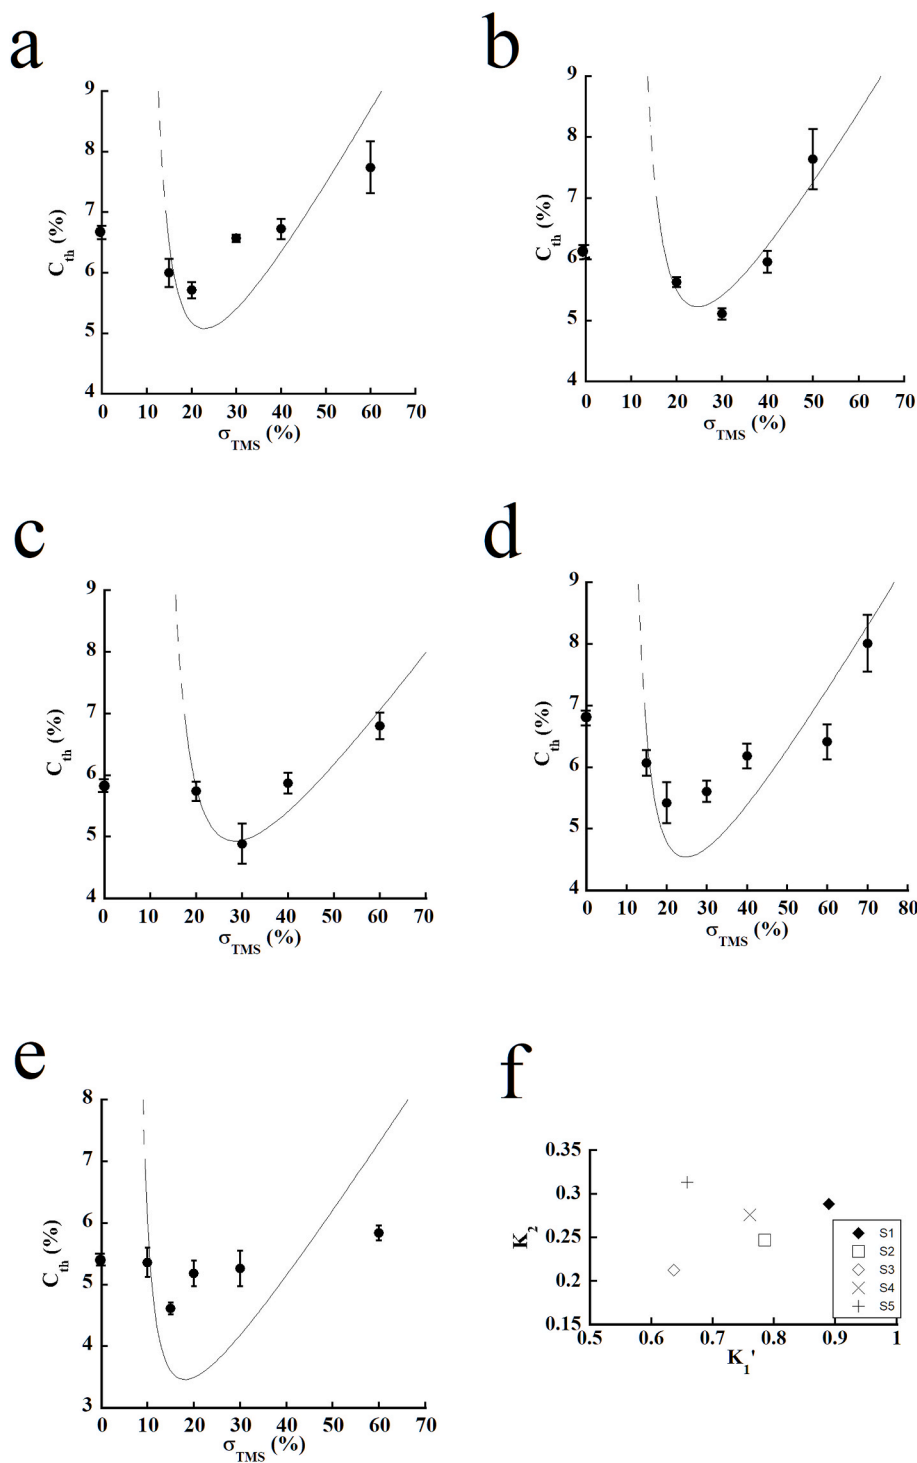 a
9
8
7
6
5
4
C_th (%)
0 10 20 30 40 50 60 70
σ_TMS (%)
b
9
8
7
6
5
4
C_th (%)
0 10 20 30 40 50 60 70
σ_TMS (%)
c
9
8
7
6
5
4
C_th (%)
0 10 20 30 40 50 60 70
σ_TMS (%)
d
9
8
7
6
5
4
C_th (%)
0 10 20 30 40 50 60 70 80
σ_TMS (%)
e
8
7
6
5
4
3
C_th (%)
0 10 20 30 40 50 60 70
σ_TMS (%)
f
0.35
0.3
0.25
0.2
0.15
K_2
0.5 0.6 0.7 0.8 0.9 1
K_1'
S1
S2
S3
S4
S5